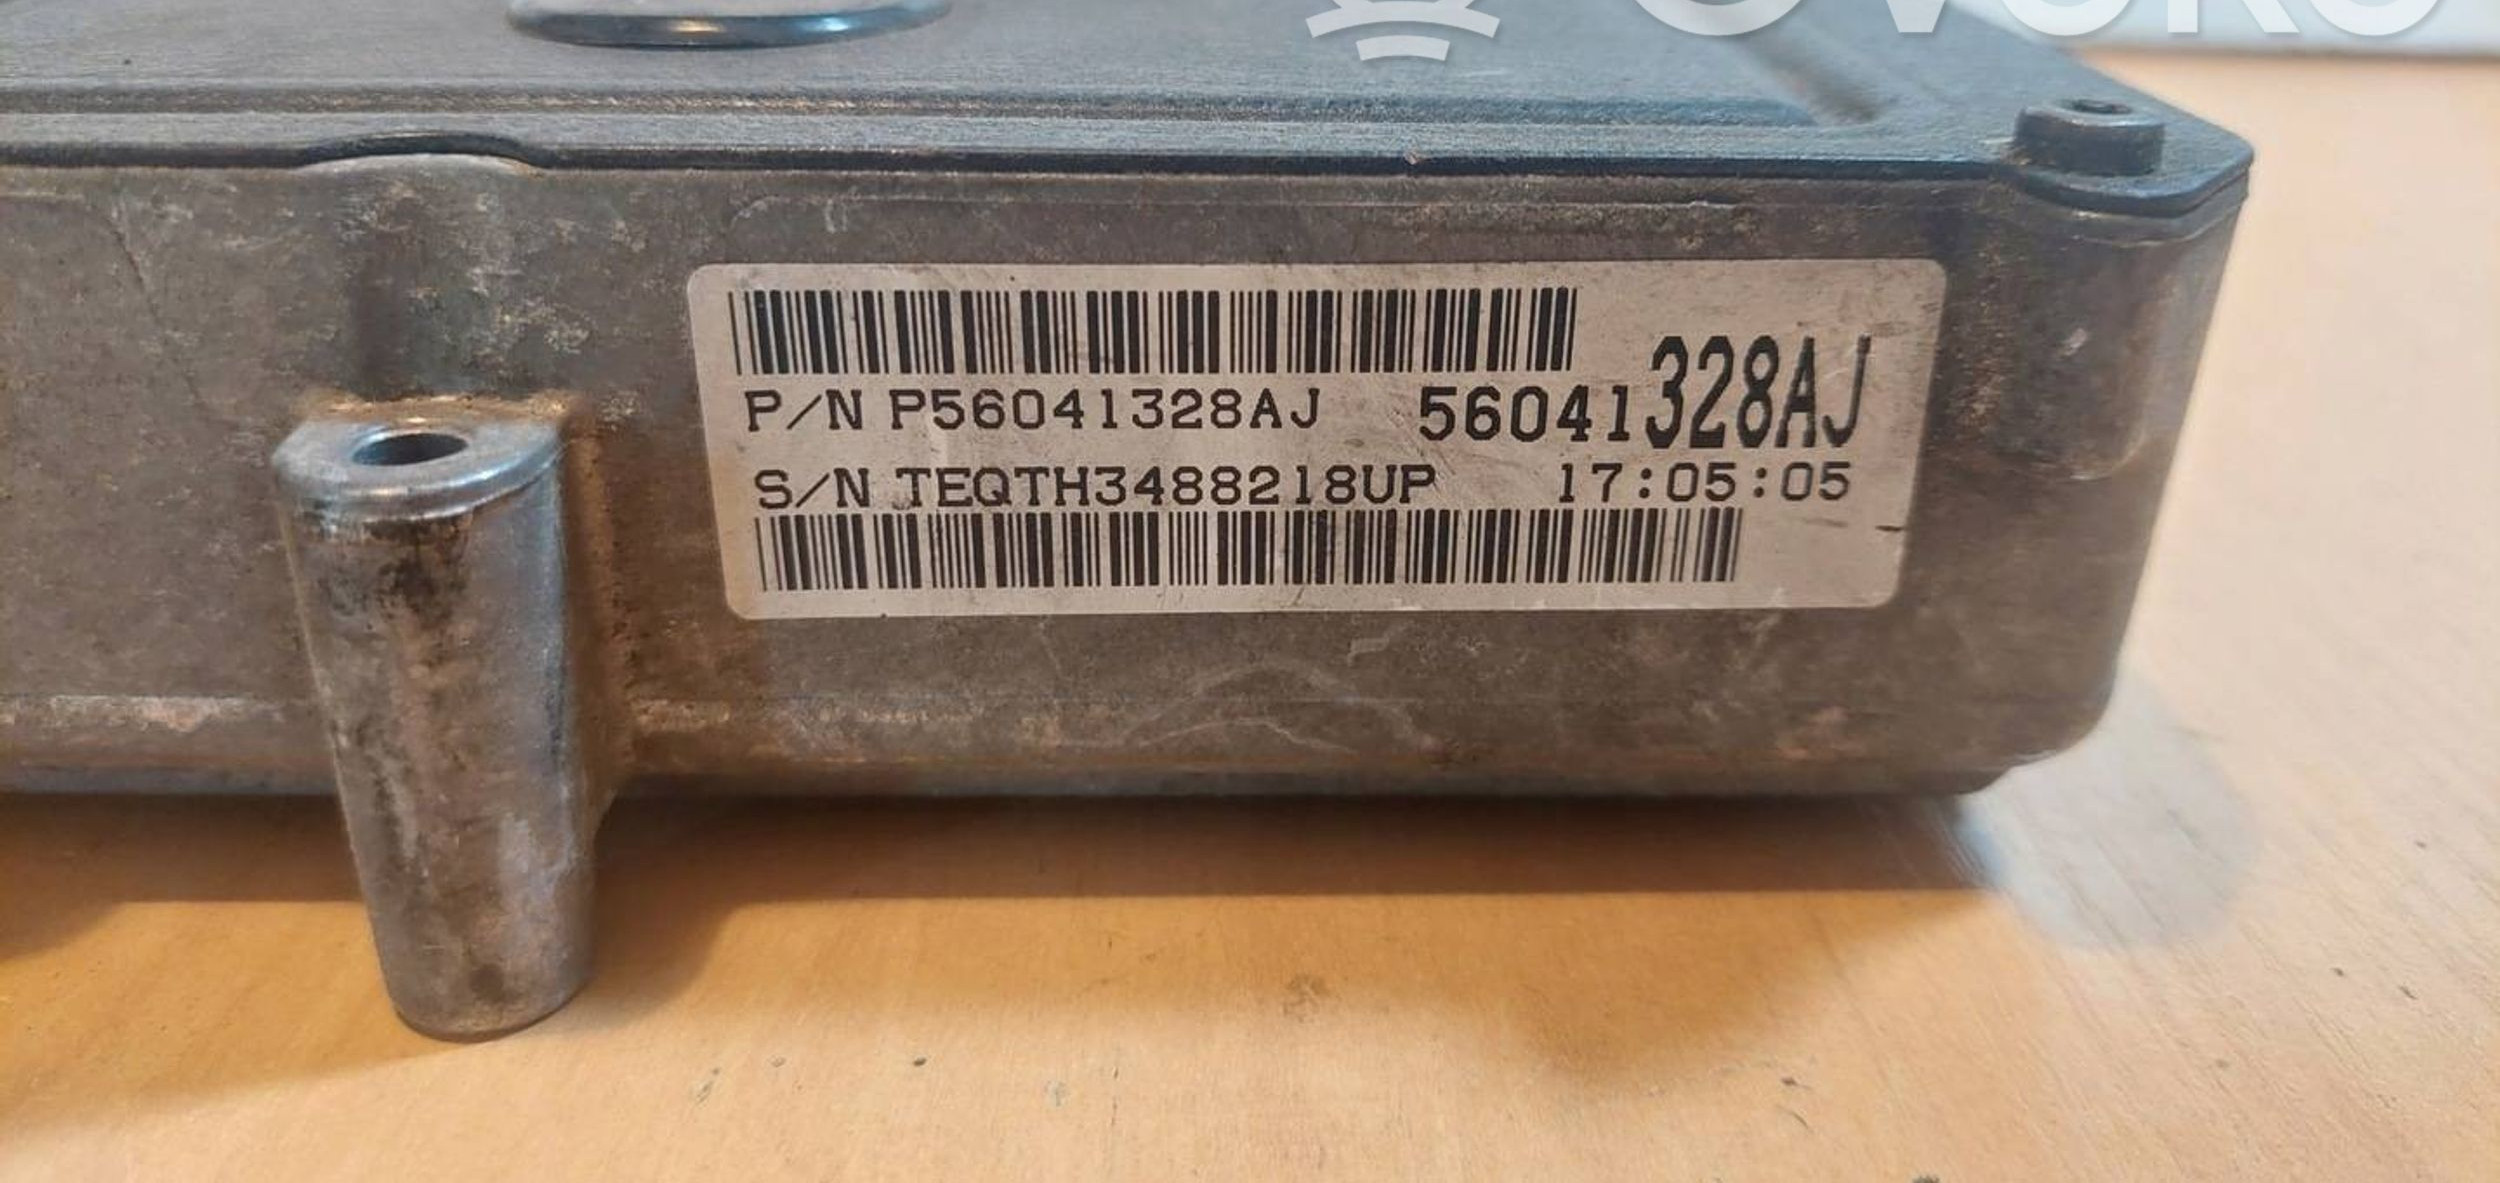 P/N P56041328AJ 56041328AJ
S/N TEQTH3488218UP 17:05:05